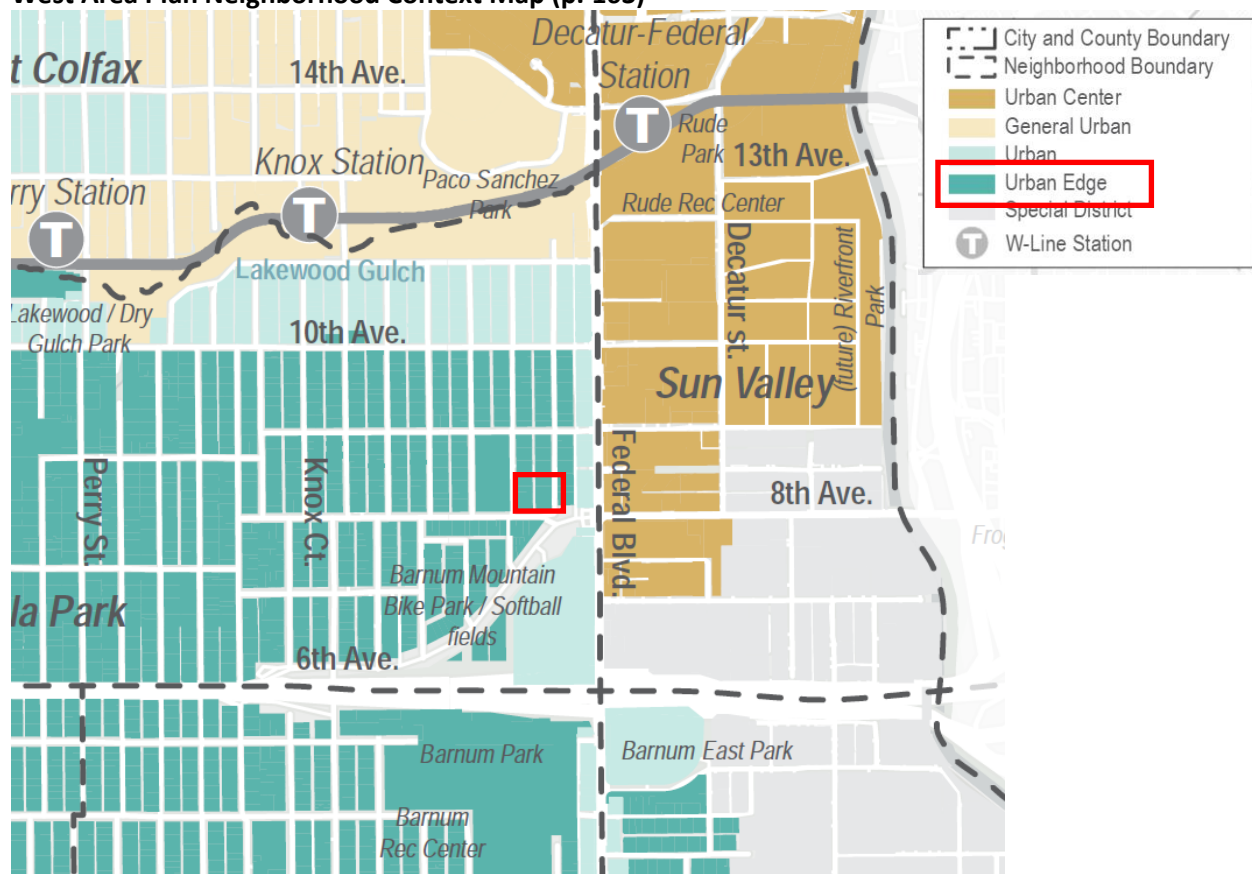 West Area Plan Neighborhood Context Map (p. 103)
Decatur-Federal
Station
t Colfax
14th Ave.
T
Rude
Park
13th Ave.
Knox Station
Paco Sanchez
Park
rry Station
T
T
Rude Rec Center
Decatur st.
Lakewood Gulch
(future) Riverfront
Park
Lakewood / Dry
Gulch Park
10th Ave.
Sun Valley
Perry St.
Knox Ct.
Federal Blvd.
8th Ave.
Barnum Mountain
Bike Park / Softball
fields
la Park
6th Ave.
Barnum Park
Barnum East Park
Barnum
Rec Center
City and County Boundary
Neighborhood Boundary
Urban Center
General Urban
Urban
Urban Edge
Special District
T W-Line Station